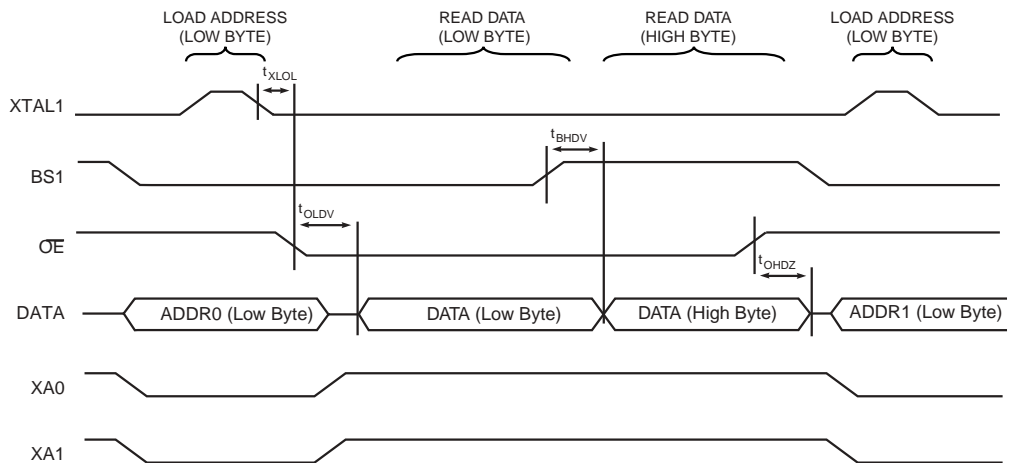 LOAD ADDRESS
(LOW BYTE)
READ DATA
(LOW BYTE)
READ DATA
(HIGH BYTE)
LOAD ADDRESS
(LOW BYTE)
tXLOL
XTAL1
tBHDV
BS1
tOLDV
OE
tOHDZ
DATA
ADDR0 (Low Byte)
DATA (Low Byte)
DATA (High Byte)
ADDR1 (Low Byte)
XA0
XA1